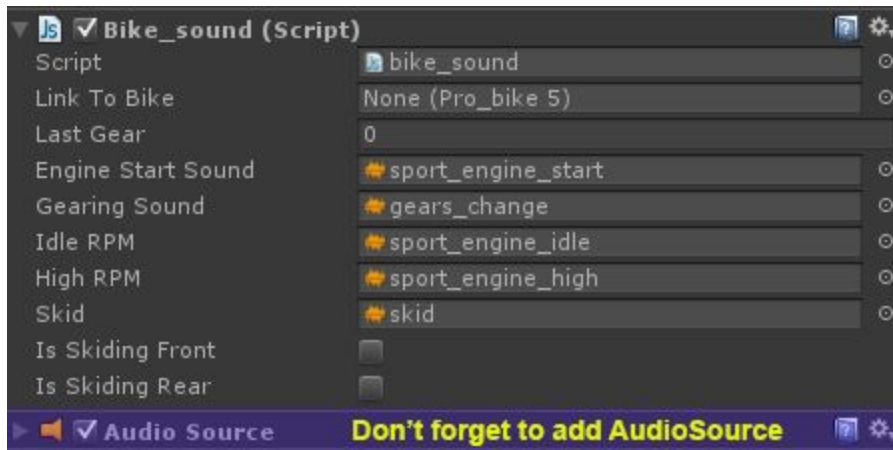 Js Bike_sound (Script)
Script bike_sound
Link To Bike None (Pro_bike 5)
Last Gear 0
Engine Start Sound sport_engine_start
Gearing Sound gears_change
Idle RPM sport_engine_idle
High RPM sport_engine_high
Skid skid
Is Skiding Front
Is Skiding Rear
Audio Source Don't forget to add AudioSource